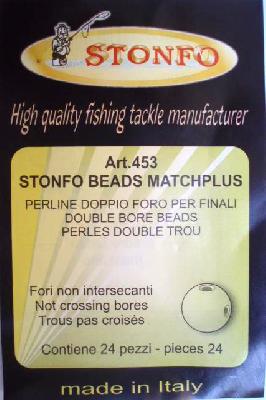 STONFO
High quality fishing tackle manufacturer
Art.453
STONFO BEADS MATCHPLUS
PERLINE DOPPIO FORO PER FINALI
DOUBLE BORE BEADS
PERLES DOUBLE TROU
Fori non intersecanti
Not crossing bores
Trous pas croisés
Contiene 24 pezzi - pieces 24
made in Italy